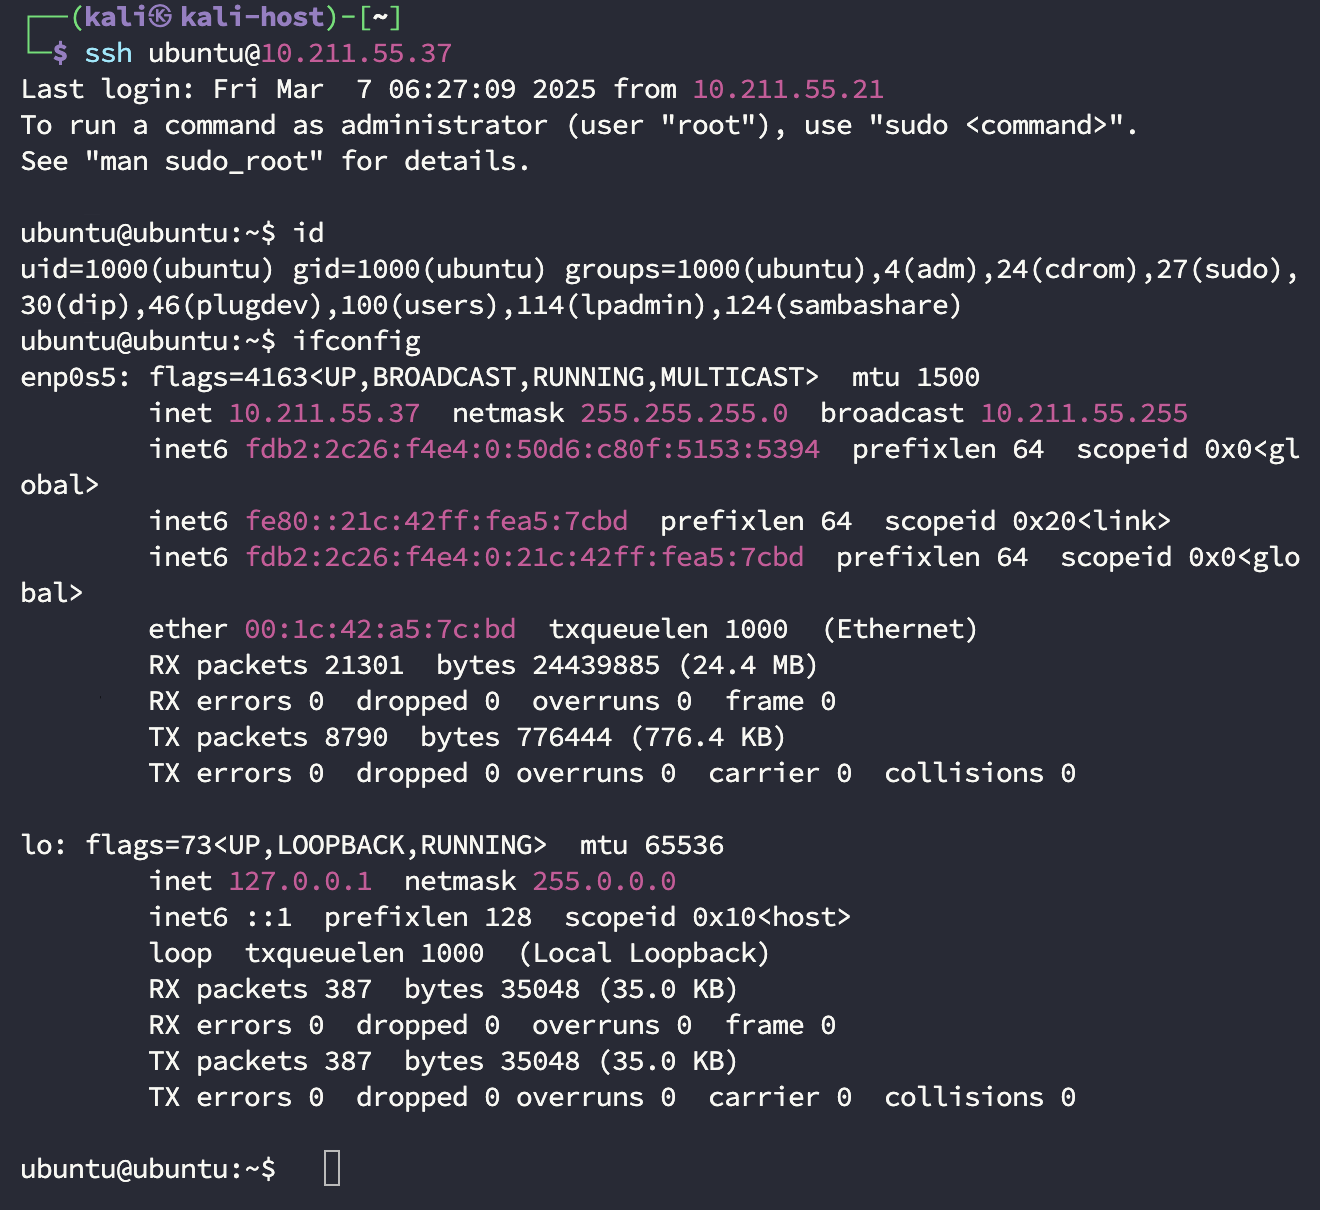 ┌──(kali㉿kali-host)-[~]
└─$ ssh ubuntu@10.211.55.37
Last login: Fri Mar  7 06:27:09 2025 from 10.211.55.21
To run a command as administrator (user "root"), use "sudo <command>".
See "man sudo_root" for details.

ubuntu@ubuntu:~$ id
uid=1000(ubuntu) gid=1000(ubuntu) groups=1000(ubuntu),4(adm),24(cdrom),27(sudo),
30(dip),46(plugdev),100(users),114(lpadmin),124(sambashare)
ubuntu@ubuntu:~$ ifconfig
enp0s5: flags=4163<UP,BROADCAST,RUNNING,MULTICAST>  mtu 1500
        inet 10.211.55.37  netmask 255.255.255.0  broadcast 10.211.55.255
        inet6 fdb2:2c26:f4e4:0:50d6:c80f:5153:5394  prefixlen 64  scopeid 0x0<gl
obal>
        inet6 fe80::21c:42ff:fea5:7cbd  prefixlen 64  scopeid 0x20<link>
        inet6 fdb2:2c26:f4e4:0:21c:42ff:fea5:7cbd  prefixlen 64  scopeid 0x0<glo
bal>
        ether 00:1c:42:a5:7c:bd  txqueuelen 1000  (Ethernet)
        RX packets 21301  bytes 24439885 (24.4 MB)
        RX errors 0  dropped 0  overruns 0  frame 0
        TX packets 8790  bytes 776444 (776.4 KB)
        TX errors 0  dropped 0 overruns 0  carrier 0  collisions 0

lo: flags=73<UP,LOOPBACK,RUNNING>  mtu 65536
        inet 127.0.0.1  netmask 255.0.0.0
        inet6 ::1  prefixlen 128  scopeid 0x10<host>
        loop  txqueuelen 1000  (Local Loopback)
        RX packets 387  bytes 35048 (35.0 KB)
        RX errors 0  dropped 0  overruns 0  frame 0
        TX packets 387  bytes 35048 (35.0 KB)
        TX errors 0  dropped 0 overruns 0  carrier 0  collisions 0

ubuntu@ubuntu:~$